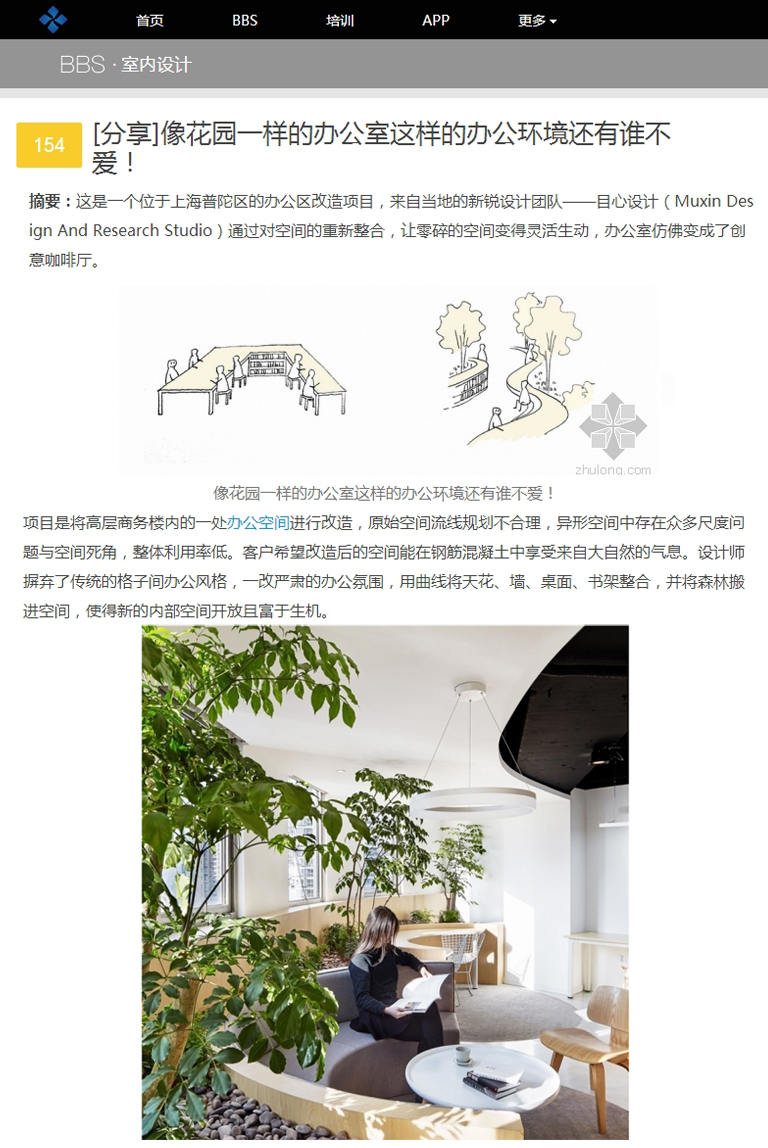 首页 BBS 培训 APP 更多
BBS · 室内设计
154
[分享]像花园一样的办公室这样的办公环境还有谁不
爱！
摘要：这是一个位于上海普陀区的办公区改造项目，来自当地的新锐设计团队——目心设计（Muxin Des
ign And Research Studio）通过对空间的重新整合，让零碎的空间变得灵活生动，办公室仿佛变成了创
意咖啡厅。
zhulong.com
像花园一样的办公室这样的办公环境还有谁不爱！
项目是将高层商务楼内的一处办公空间进行改造，原始空间流线规划不合理，异形空间中存在众多尺度问
题与空间死角，整体利用率低。客户希望改造后的空间能在钢筋混凝土中享受来自大自然的气息。设计师
摒弃了传统的格子间办公风格，一改严肃的办公氛围，用曲线将天花、墙、桌面、书架整合，并将森林搬
进空间，使得新的内部空间开放且富于生机。